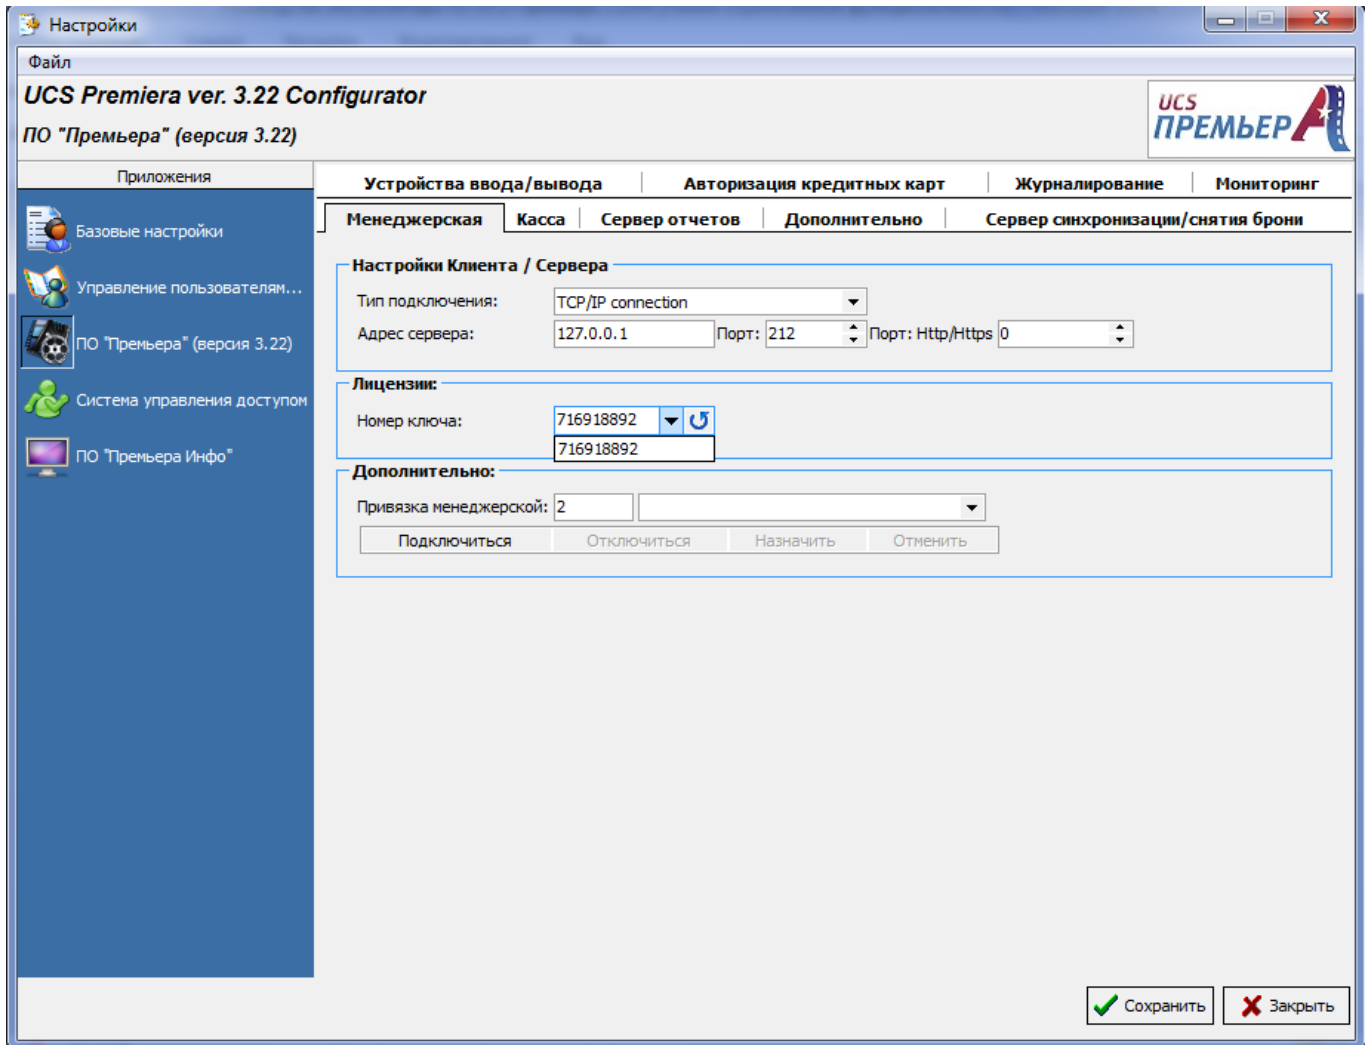 Настройки
Файл
UCS Premiera ver. 3.22 Configurator
ПО "Премьера" (версия 3.22)
UCS
ПРЕМЬЕРА
Приложения
Базовые настройки
Управление пользователям...
ПО "Премьера" (версия 3.22)
Система управления доступом
ПО "Премьера Инфо"
Устройства ввода/вывода Авторизация кредитных карт Журналирование Мониторинг
Менеджерская Касса Сервер отчетов Дополнительно Сервер синхронизации/снятия брони
Настройки Клиента / Сервера
Тип подключения: TCP/IP connection
Адрес сервера: 127.0.0.1 Порт: 212 Порт: Http/Https 0
Лицензии:
Номер ключа: 716918892
716918892
Дополнительно:
Привязка менеджерской: 2
Подключиться Отключиться Назначить Отменить
Сохранить Закрыть